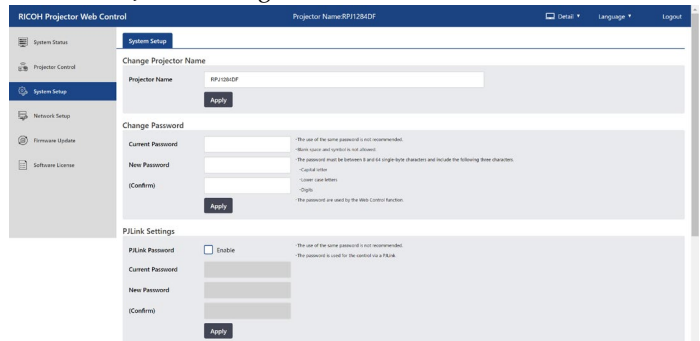 RICOH Projector Web Control
Projector Name:RPJ1284DF
Detail ▼
Language ▼
Logout
System Status
Projector Control
System Setup
Network Setup
Firmware Update
Software License
System Setup
Change Projector Name
Projector Name
RPJ1284DF
Apply
Change Password
Current Password
New Password
(Confirm)
-The use of the same password is not recommended.
-Blank space and symbol is not allowed.
-The password must be between 8 and 64 single-byte characters and include the following three characters.
-Capital letter
-Lower case letters
-Digits
-The password are used by the Web Control function.
Apply
PJLink Settings
PJLink Password
Enable
-The use of the same password is not recommended.
-The password is used for the control via a PJLink.
Current Password
New Password
(Confirm)
Apply